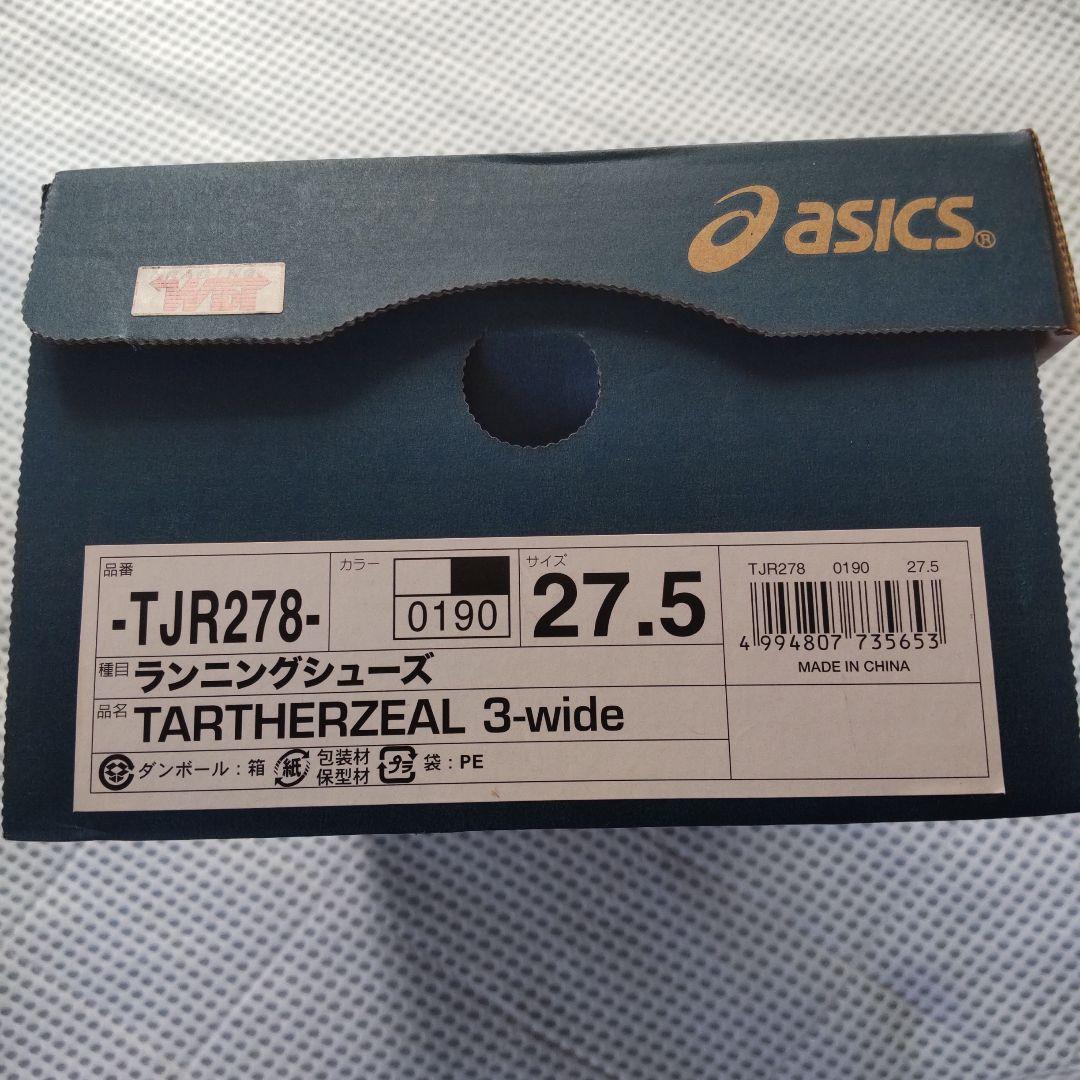 asics®
RACING
WET
品番
-TJR278-
カラー
0190
サイズ
27.5
TJR278 0190 27.5
4 994807 735653
MADE IN CHINA
種目 ランニングシューズ
品名 TARTHERZEAL 3-wide
ダンボール：箱 紙 包装材 保型材 プラ 袋：PE